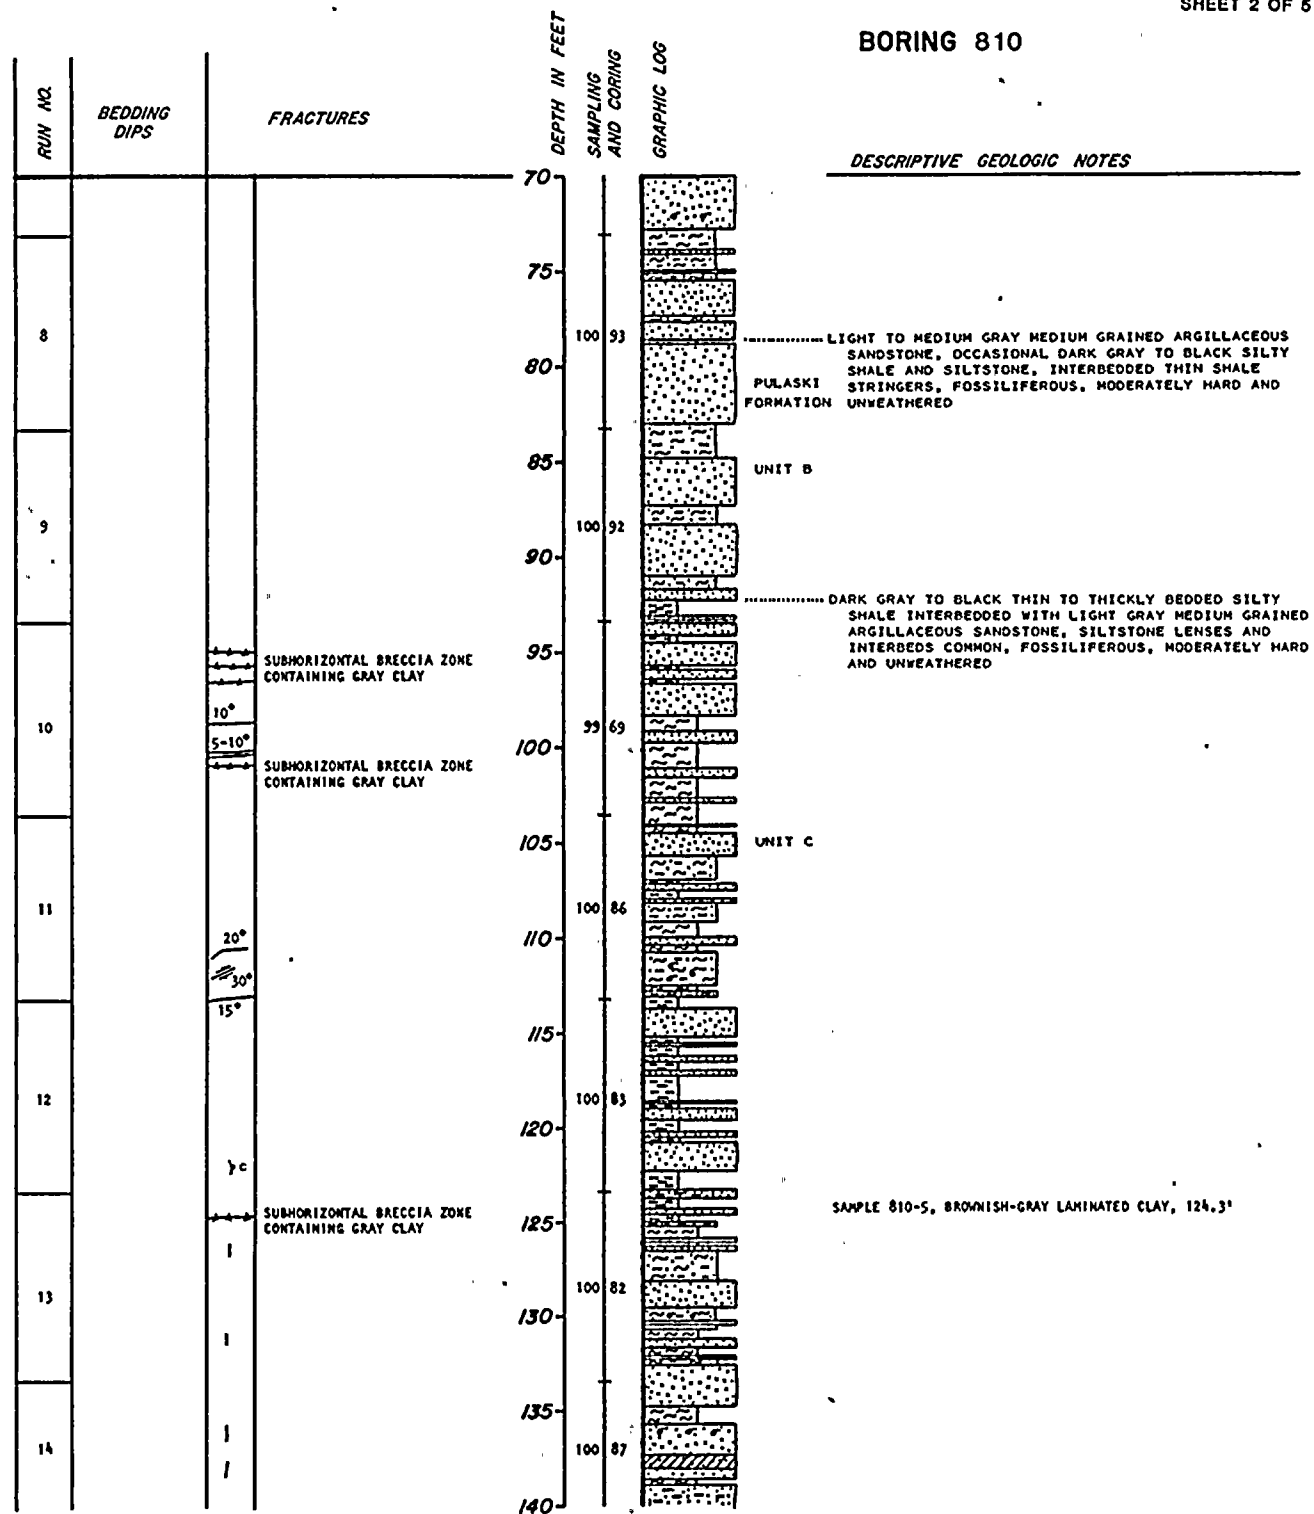 SHEET 2 OF 5
BORING 810
RUN NO.
BEDDING
DIPS
FRACTURES
DEPTH IN FEET
SAMPLING
AND CORING
GRAPHIC LOG
DESCRIPTIVE GEOLOGIC NOTES
70
75
8
100 93
LIGHT TO MEDIUM GRAY MEDIUM GRAINED ARGILLACEOUS
SANDSTONE, OCCASIONAL DARK GRAY TO BLACK SILTY
SHALE AND SILTSTONE, INTERBEDDED THIN SHALE
STRINGERS, FOSSILIFEROUS, MODERATELY HARD AND
UNWEATHERED
80
PULASKI
FORMATION
85
UNIT B
9
100 92
90
DARK GRAY TO BLACK THIN TO THICKLY BEDDED SILTY
SHALE INTERBEDDED WITH LIGHT GRAY MEDIUM GRAINED
ARGILLACEOUS SANDSTONE, SILTSTONE LENSES AND
INTERBEDS COMMON, FOSSILIFEROUS, MODERATELY HARD
AND UNWEATHERED
95
SUBHORIZONTAL BRECCIA ZONE
CONTAINING GRAY CLAY
10°
10
99 69
5-10°
100
SUBHORIZONTAL BRECCIA ZONE
CONTAINING GRAY CLAY
105
UNIT C
11
100 86
20°
110
30°
15°
115
12
100 83
120
c
SAMPLE 810-5, BROWNISH-GRAY LAMINATED CLAY, 124.3'
SUBHORIZONTAL BRECCIA ZONE
CONTAINING GRAY CLAY
125
13
100 82
130
135
14
100 87
140